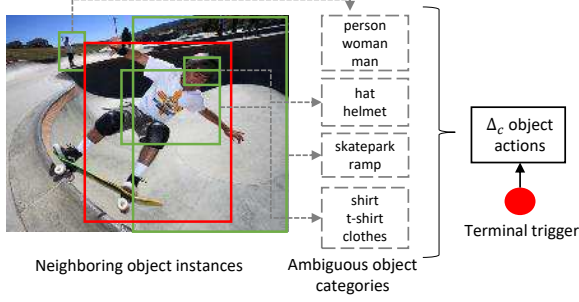 person
woman
man
hat
helmet
skatepark
ramp
shirt
t-shirt
clothes
Δc object
actions
Terminal trigger
Neighboring object instances
Ambiguous object
categories